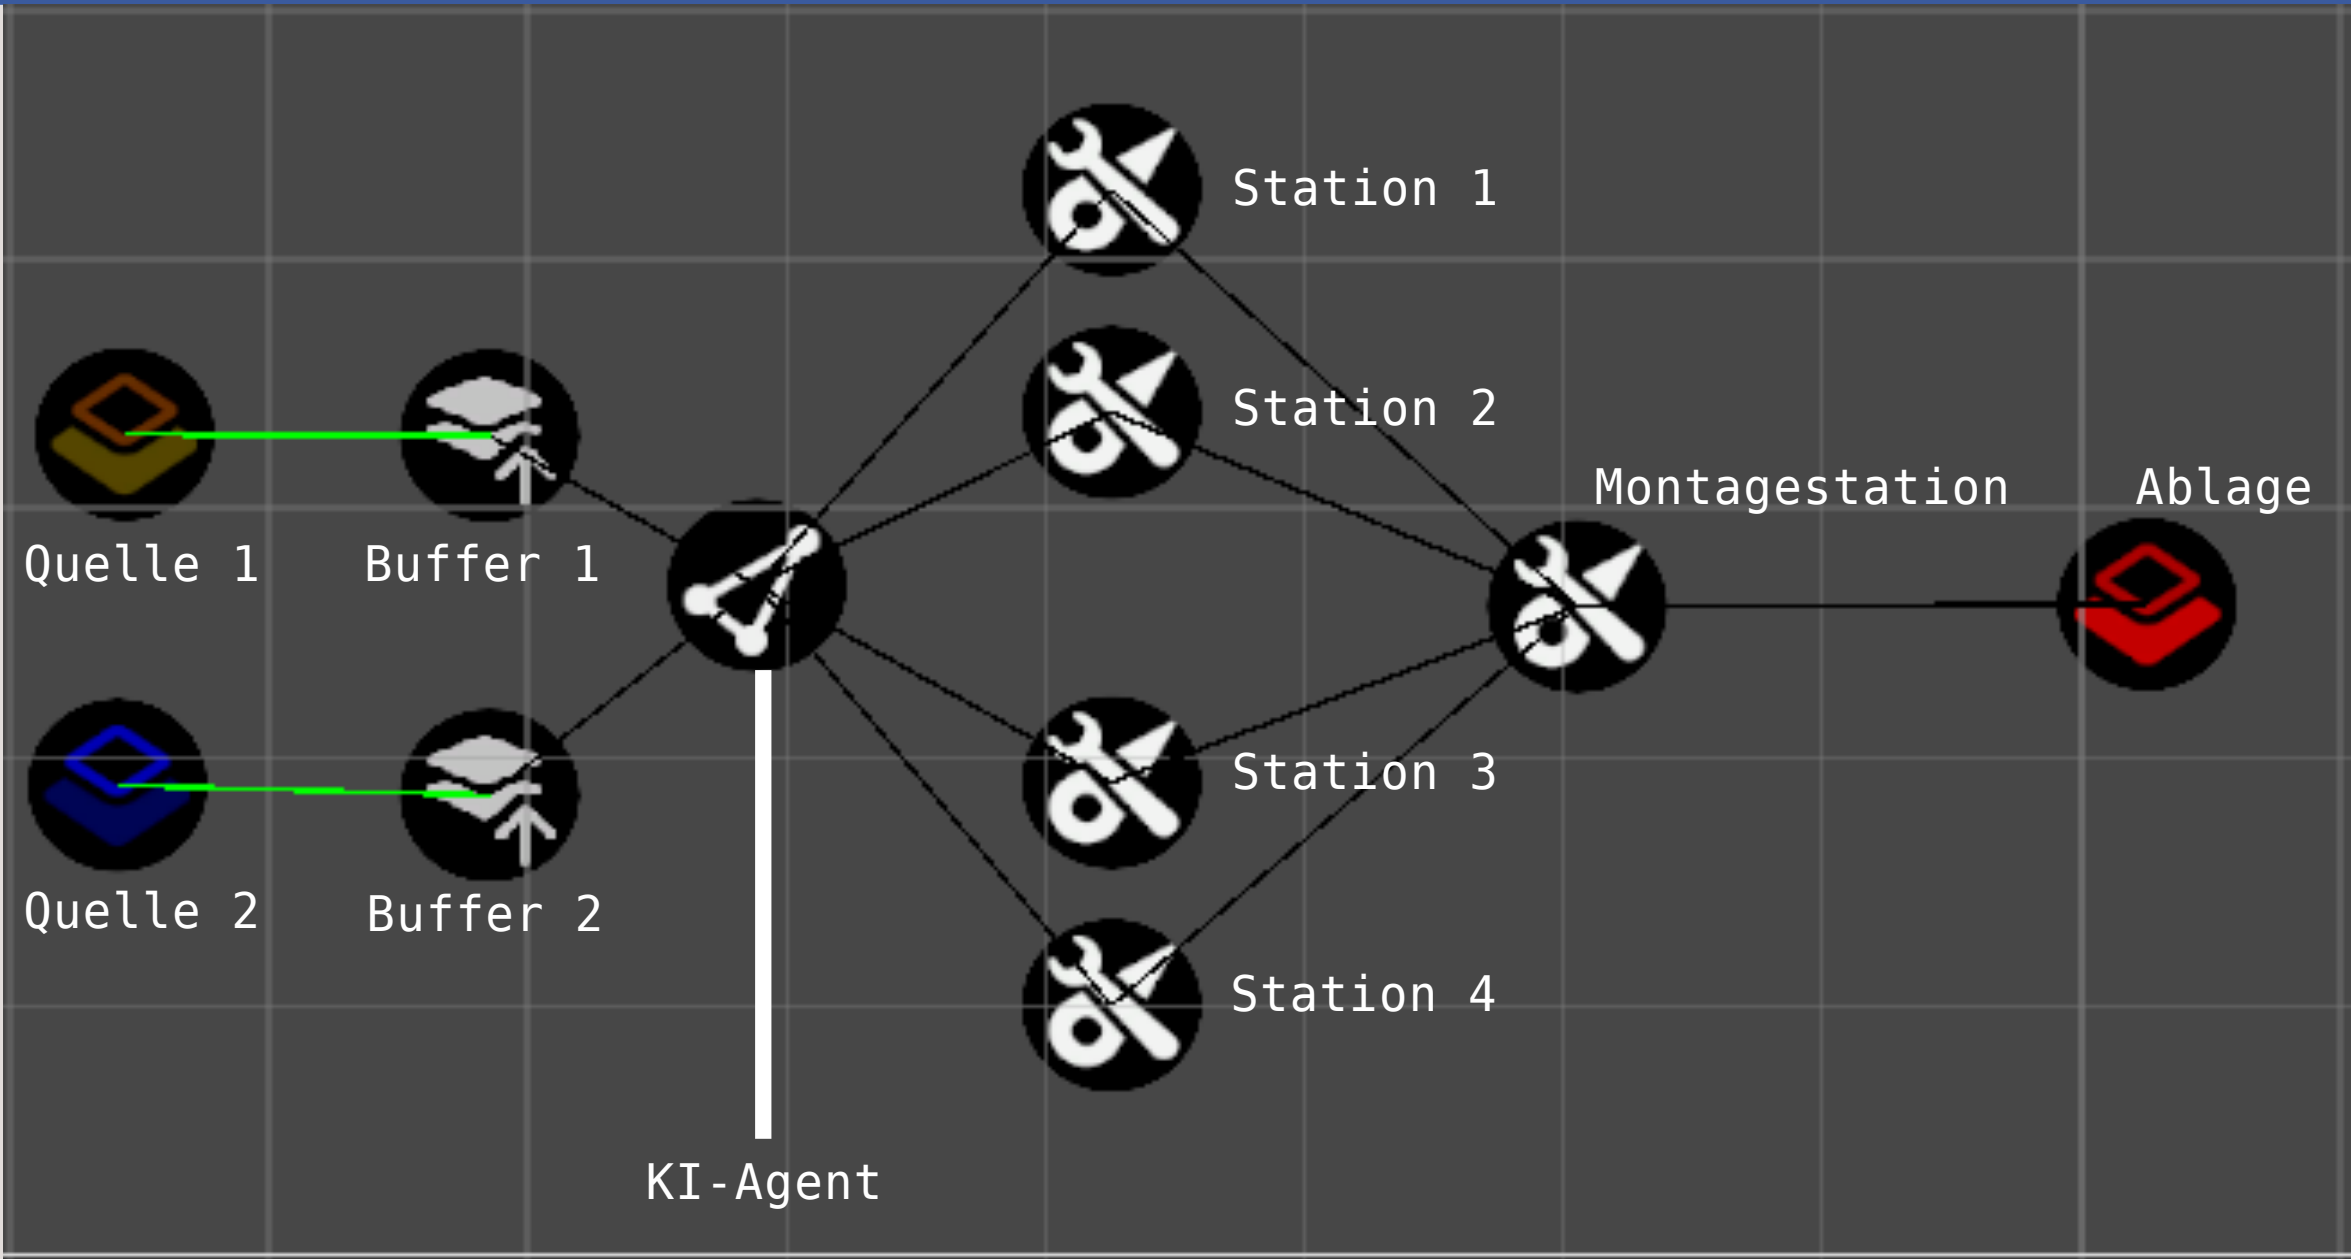 Station 1
Station 2
Montagestation
Ablage
Quelle 1
Buffer 1
Station 3
Quelle 2
Buffer 2
Station 4
KI-Agent